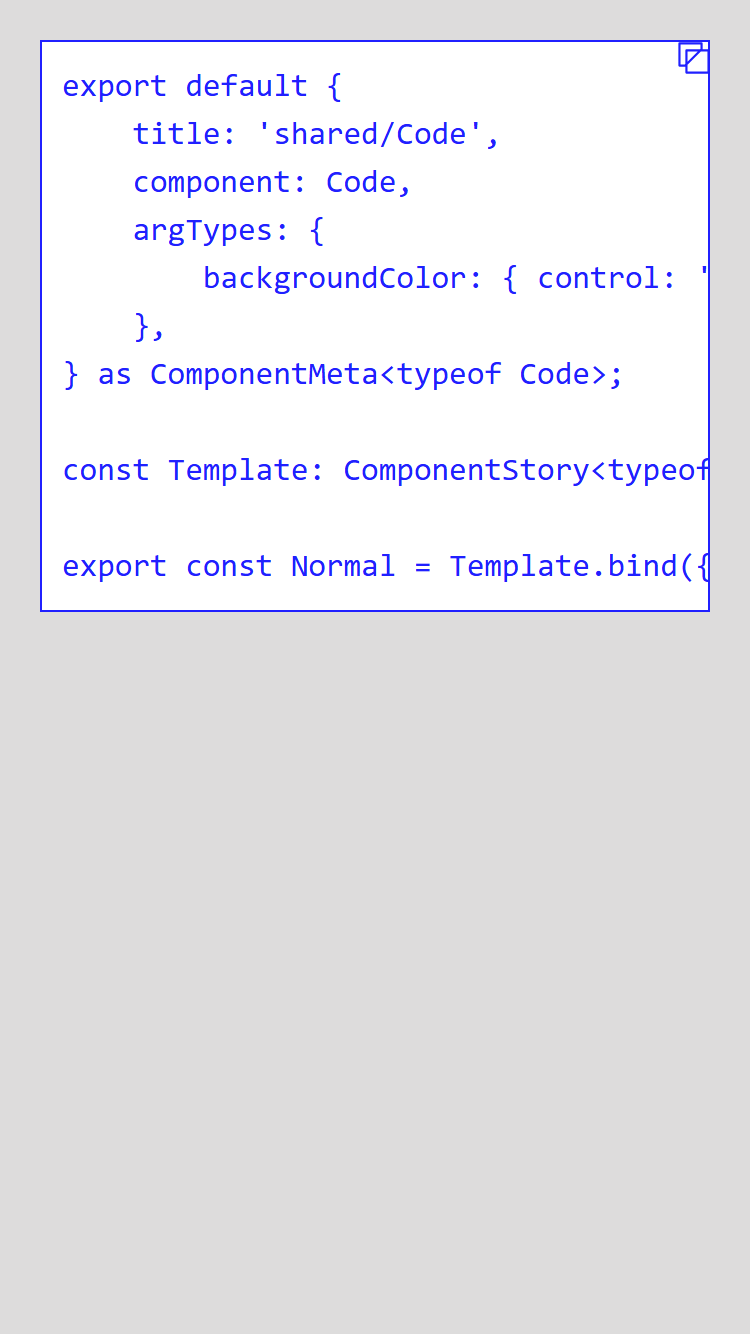 export default {
    title: 'shared/Code',
    component: Code,
    argTypes: {
        backgroundColor: { control: '
    },
} as ComponentMeta<typeof Code>;

const Template: ComponentStory<typeof

export const Normal = Template.bind({